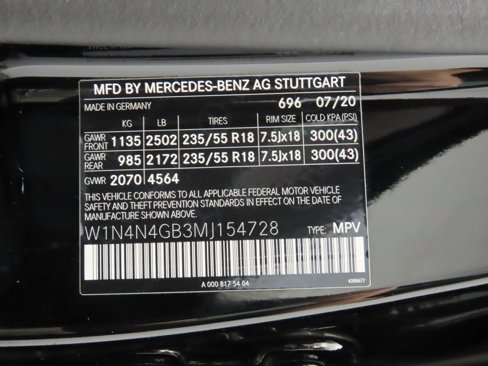 MFD BY MERCEDES-BENZ AG STUTTGART
MADE IN GERMANY 696 07/20
KG LB TIRES RIM SIZE COLD KPA(PSI)
GAWR FRONT 1135 2502 235/55 R18 7.5Jx18 300(43)
GAWR REAR 985 2172 235/55 R18 7.5Jx18 300(43)
GVWR 2070 4564
THIS VEHICLE CONFORMS TO ALL APPLICABLE FEDERAL MOTOR VEHICLE
SAFETY AND THEFT PREVENTION STANDARDS IN EFFECT ON THE DATE OF
MANUFACTURE SHOWN ABOVE.
W1N4N4GB3MJ154728 TYPE: MPV
A 000 817 54 04